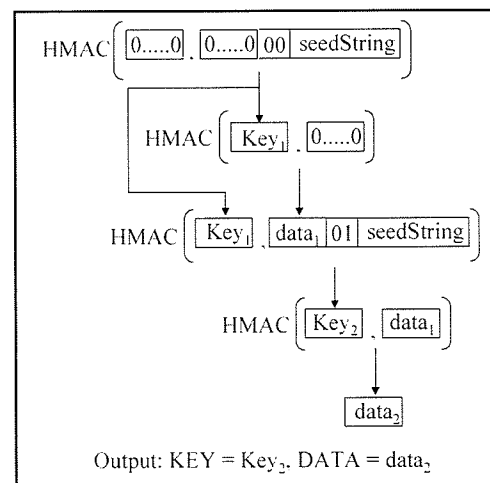 HMAC ( 0.....0 , 0.....0 00 seedString )
HMAC ( Key₁ , 0.....0 )
HMAC ( Key₁ , data₁ 01 seedString )
HMAC ( Key₂ , data₁ )
data₂
Output: KEY = Key₂. DATA = data₂